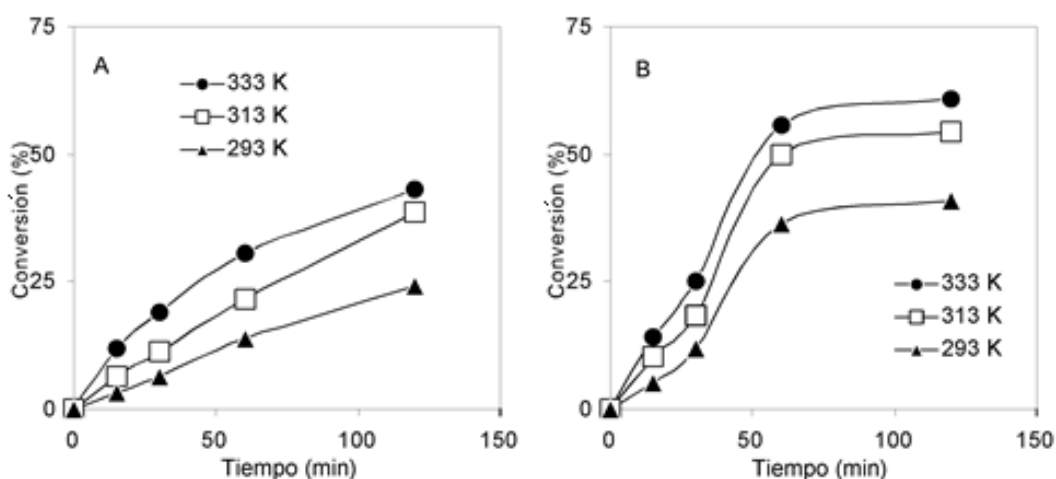 75
A
333 K
313 K
293 K
50
Conversión (%)
25
0
0
50
100
150
Tiempo (min)
75
B
50
Conversión (%)
25
333 K
313 K
293 K
0
0
50
100
150
Tiempo (min)